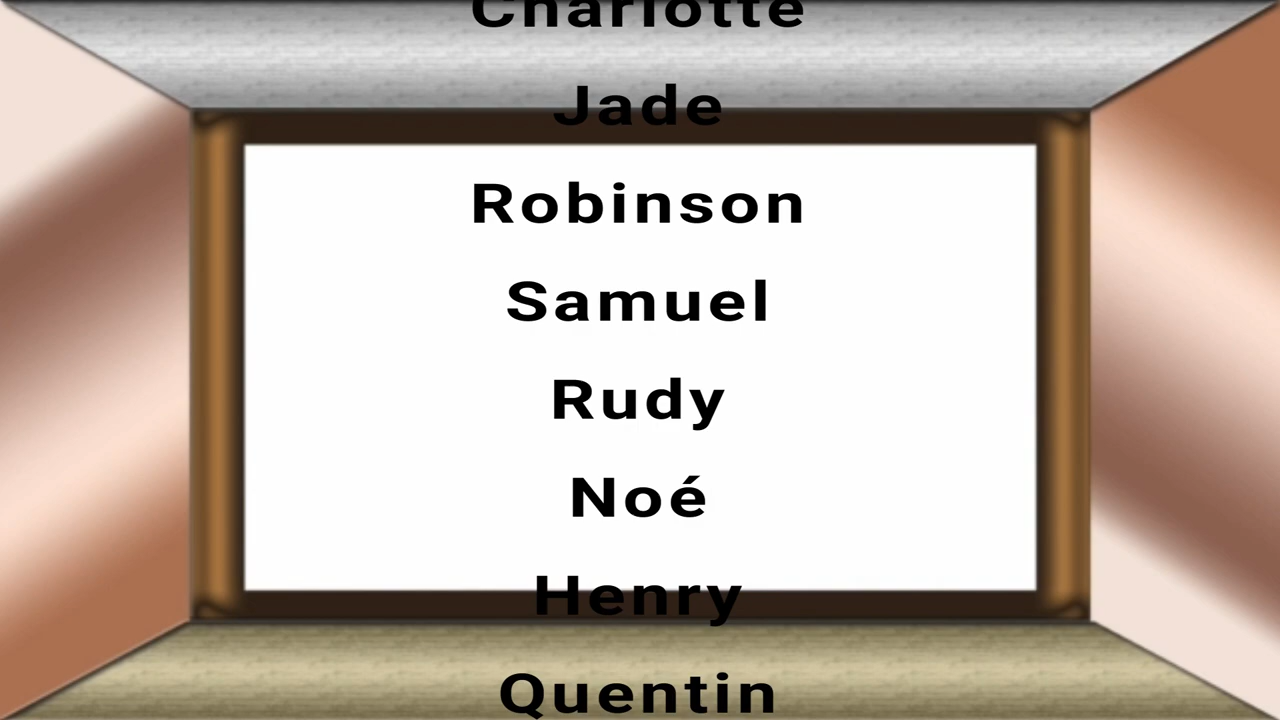 Charlotte
Jade
Robinson
Samuel
Rudy
Noé
Henry
Quentin